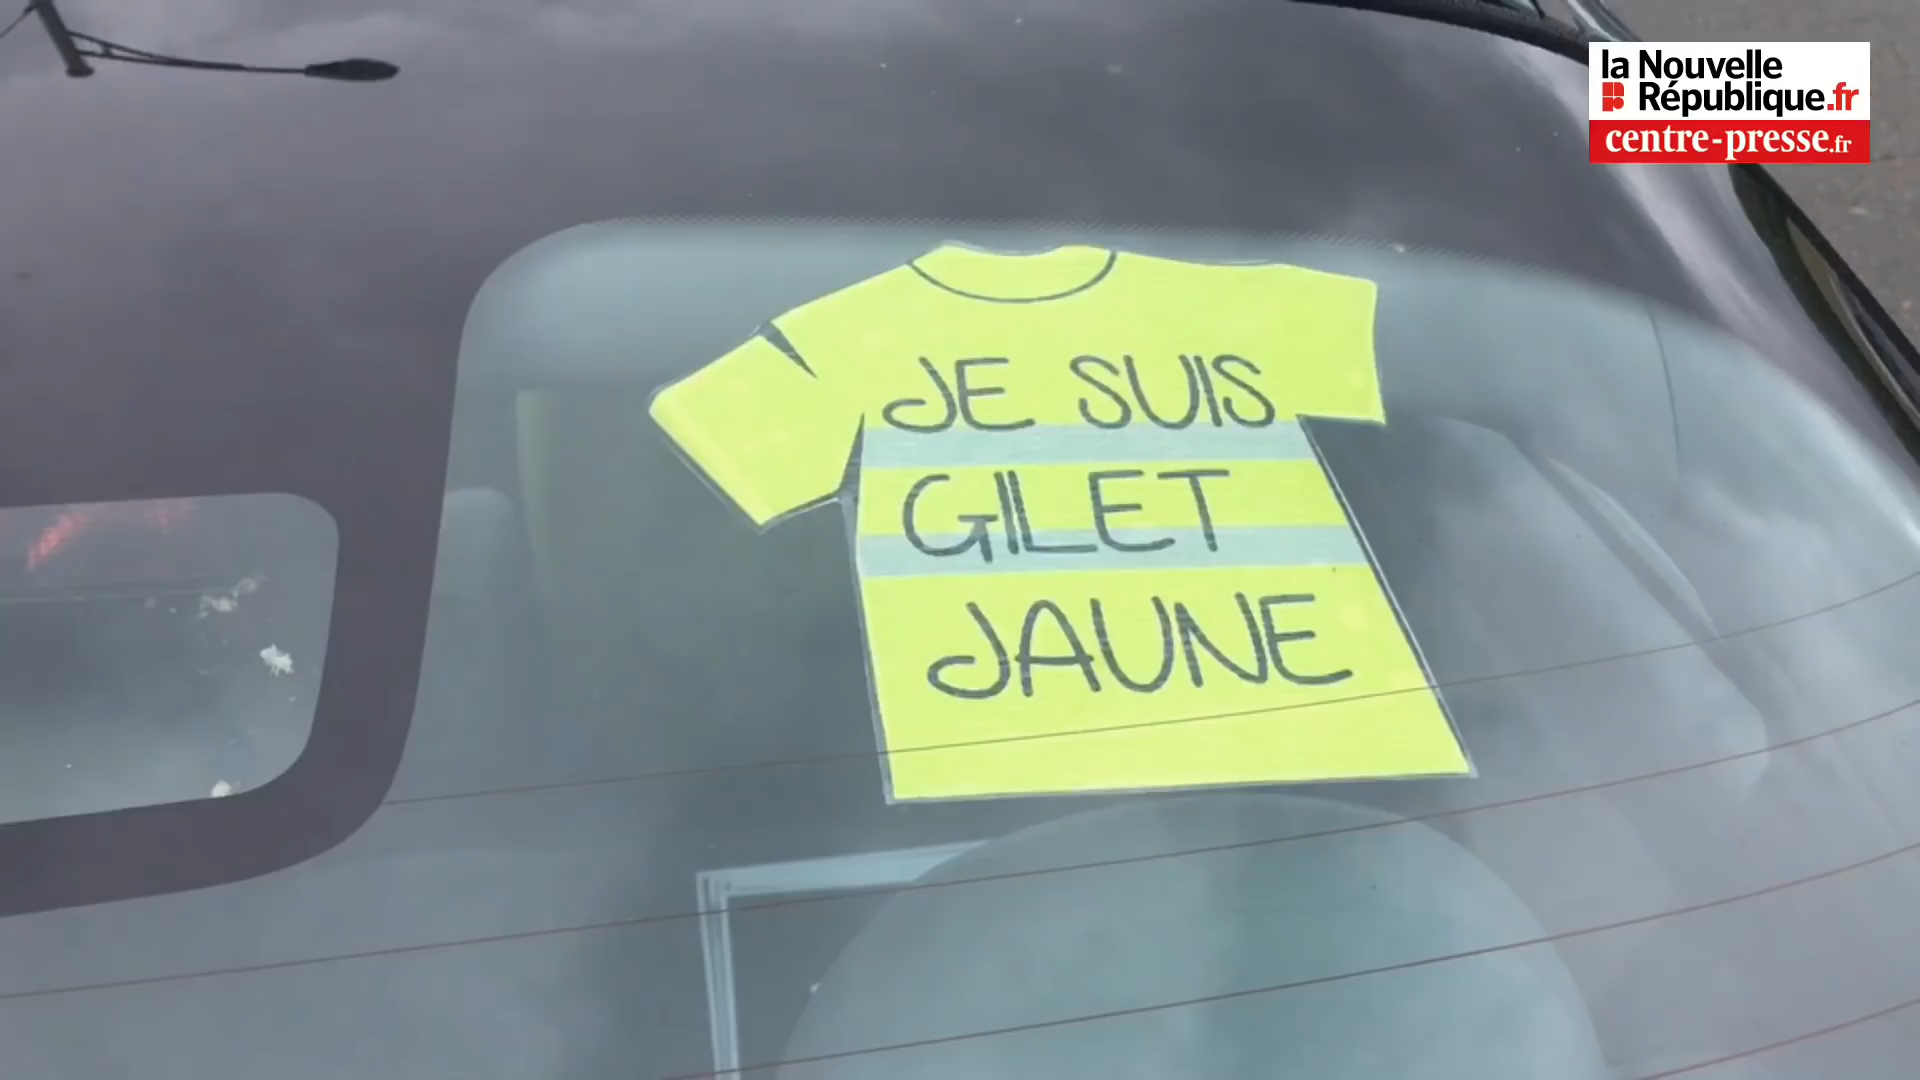 la Nouvelle
République.fr
centre-presse.fr
JE SUIS
GILET
JAUNE